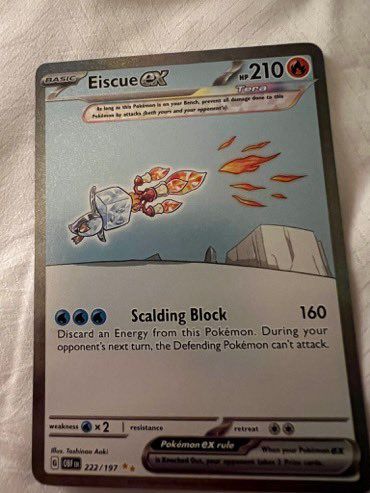 BASIC Eiscue ex HP 210
Tera
As long as this Pokémon is on your Bench, prevent all damage done to this
Pokémon by attacks (both yours and your opponent's).
Scalding Block 160
Discard an Energy from this Pokémon. During your
opponent's next turn, the Defending Pokémon can't attack.
weakness ×2 resistance retreat
Illus. Toshinao Aoki
Pokémon ex rule
When your Pokémon ex
is Knocked Out, your opponent takes 2 Prize cards.
G OBF EN 222/197